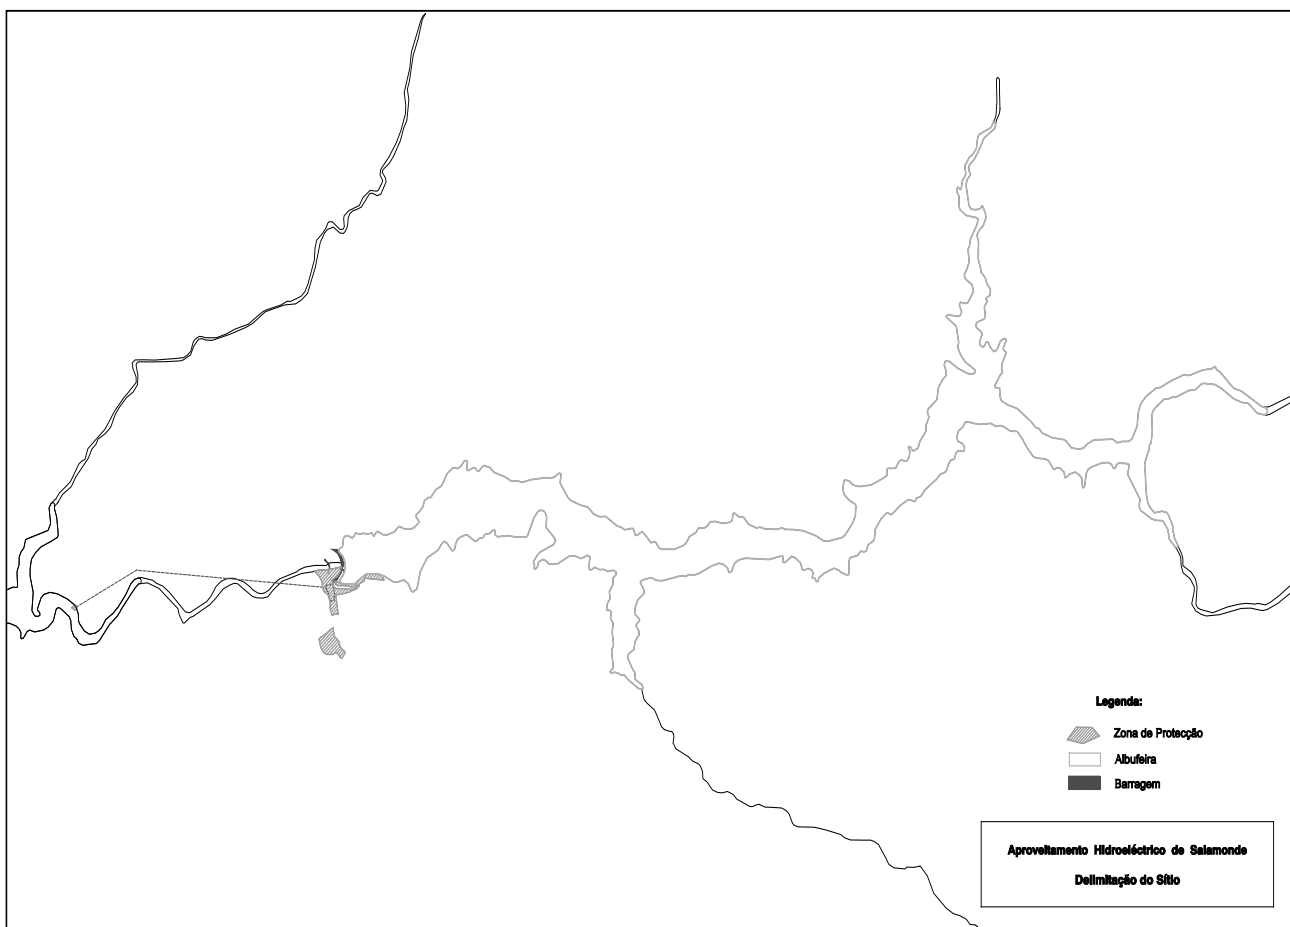 Legenda:
Zona de Protecção
Albufeira
Barragem
Aproveitamento Hidroeléctrico de Salamonde
Delimitação do Sítio